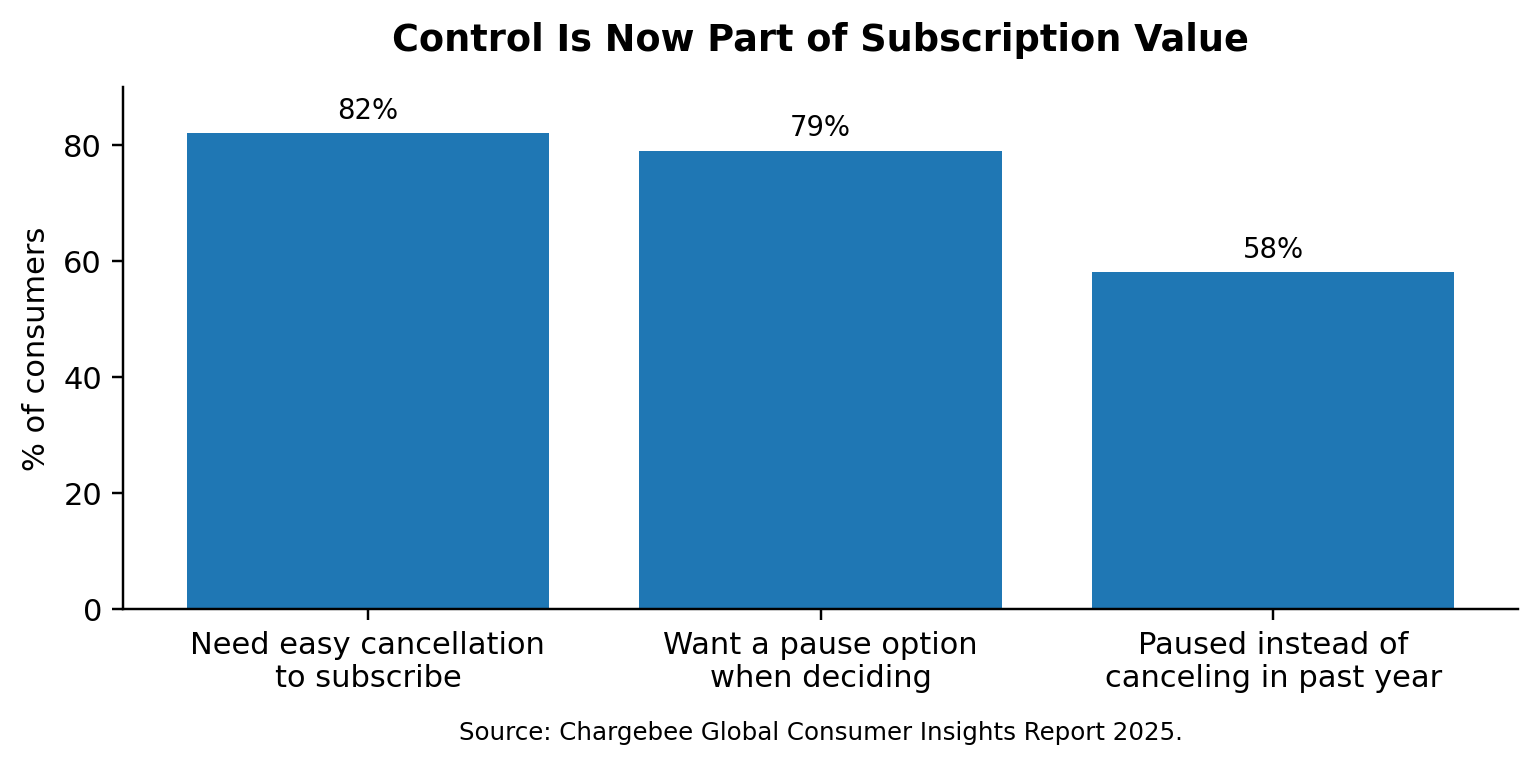 Control Is Now Part of Subscription Value
82%
79%
58%
80
60
40
20
0
% of consumers
Need easy cancellation
to subscribe
Want a pause option
when deciding
Paused instead of
canceling in past year
Source: Chargebee Global Consumer Insights Report 2025.